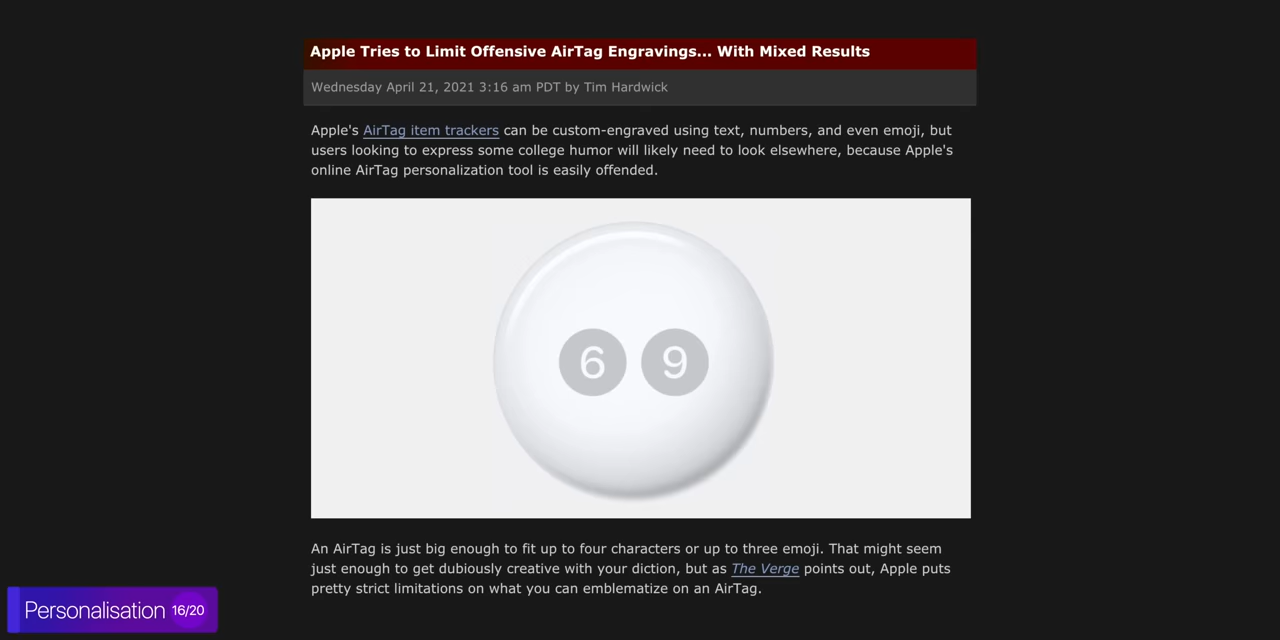 Apple Tries to Limit Offensive AirTag Engravings... With Mixed Results
Wednesday April 21, 2021 3:16 am PDT by Tim Hardwick
Apple's AirTag item trackers can be custom-engraved using text, numbers, and even emoji, but
users looking to express some college humor will likely need to look elsewhere, because Apple's
online AirTag personalization tool is easily offended.
6 9
An AirTag is just big enough to fit up to four characters or up to three emoji. That might seem
just enough to get dubiously creative with your diction, but as The Verge points out, Apple puts
pretty strict limitations on what you can emblematize on an AirTag.
Personalisation 16/20